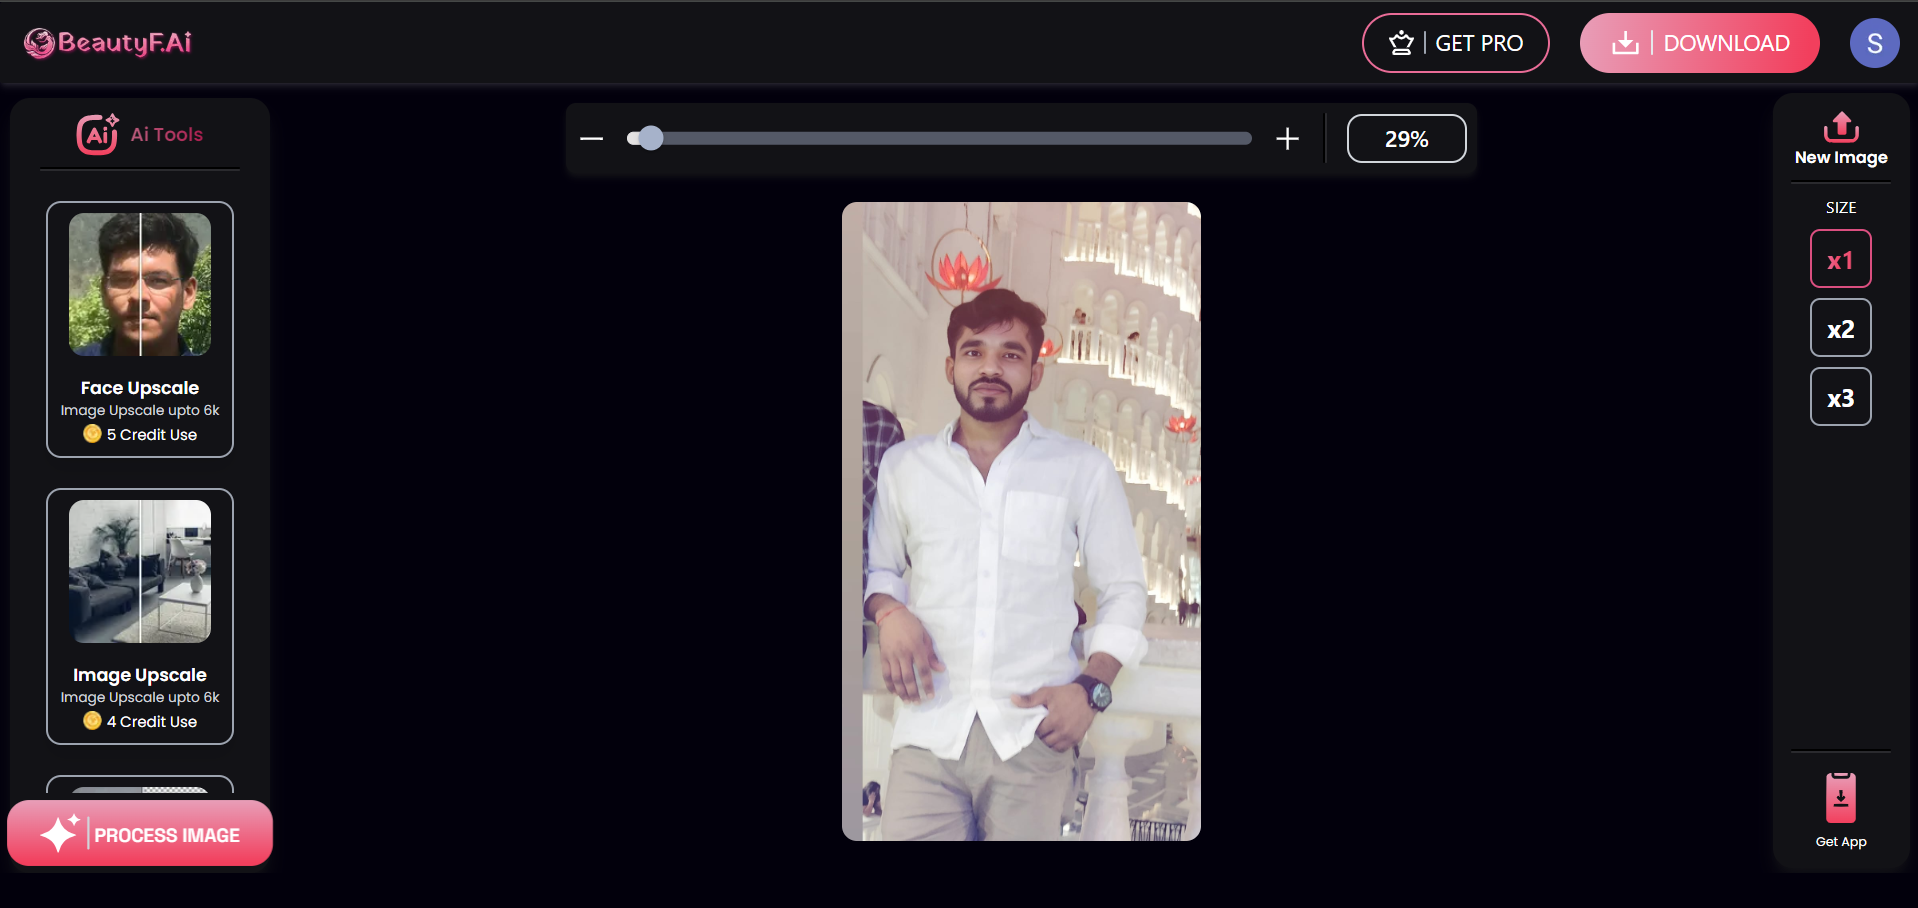 BeautyF.Ai
GET PRO
DOWNLOAD
S
Ai Ai Tools
29%
New Image
SIZE
x1
x2
x3
Face Upscale
Image Upscale upto 6k
5 Credit Use
Image Upscale
Image Upscale upto 6k
4 Credit Use
PROCESS IMAGE
Get App